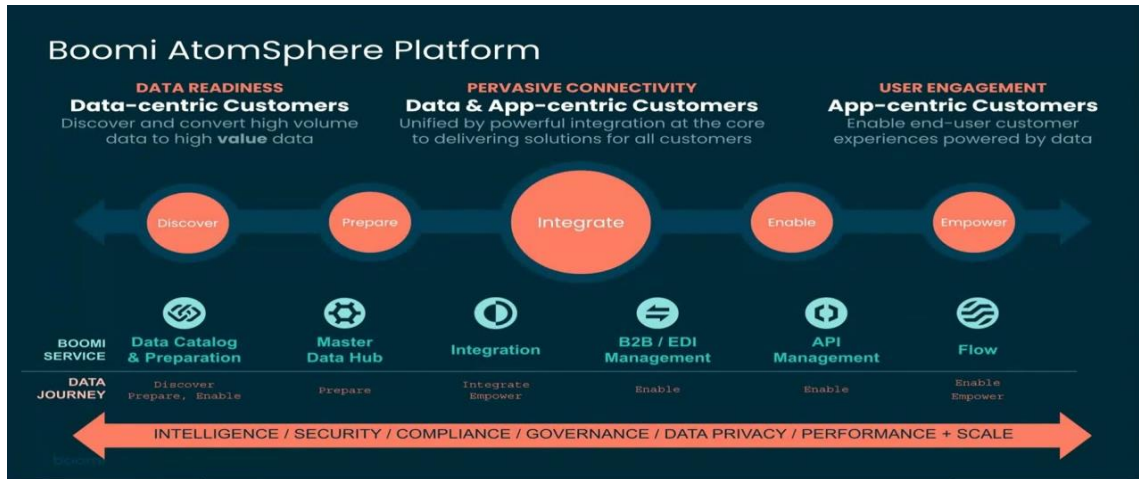 Boomi AtomSphere Platform
DATA READINESS
Data-centric Customers
Discover and convert high volume
data to high value data
PERVASIVE CONNECTIVITY
Data & App-centric Customers
Unified by powerful integration at the core
to delivering solutions for all customers
USER ENGAGEMENT
App-centric Customers
Enable end-user customer
experiences powered by data
Discover
Prepare
Integrate
Enable
Empower
BOOMI
SERVICE
Data Catalog
& Preparation
Master
Data Hub
Integration
B2B / EDI
Management
API
Management
Flow
DATA
JOURNEY
Discover
Prepare, Enable
Prepare
Integrate
Empower
Enable
Enable
Enable
Empower
INTELLIGENCE / SECURITY / COMPLIANCE / GOVERNANCE / DATA PRIVACY / PERFORMANCE + SCALE
boomi